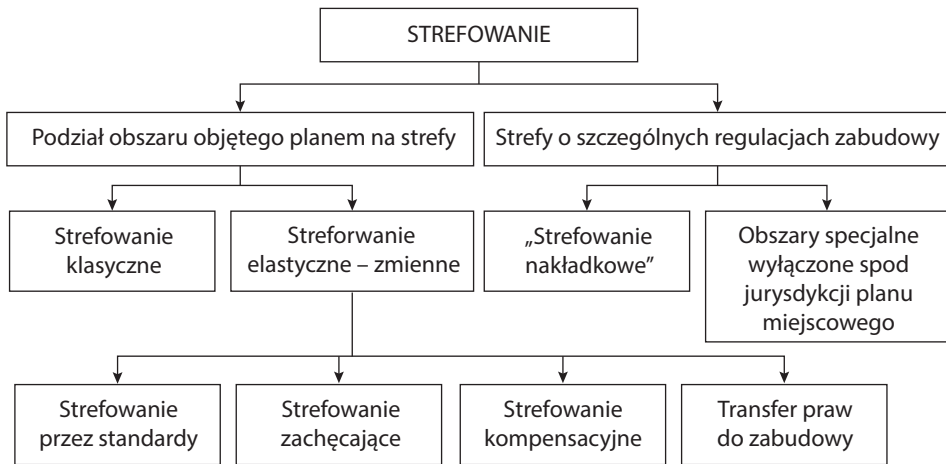 STREFOWANIE
Podział obszaru objętego planem na strefy
Strefy o szczególnych regulacjach zabudowy
Strefowanie
klasyczne
Streforwanie
elastyczne – zmienne
„Strefowanie
nakładkowe”
Obszary specjalne
wyłączone spod
jurysdykcji planu
miejscowego
Strefowanie
przez standardy
Strefowanie
zachęcające
Strefowanie
kompensacyjne
Transfer praw
do zabudowy